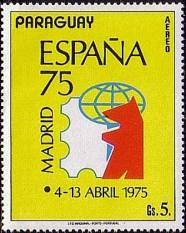 PARAGUAY
AEREO
ESPAÑA
75
MADRID
4-13 ABRIL 1975
Gs. 5.